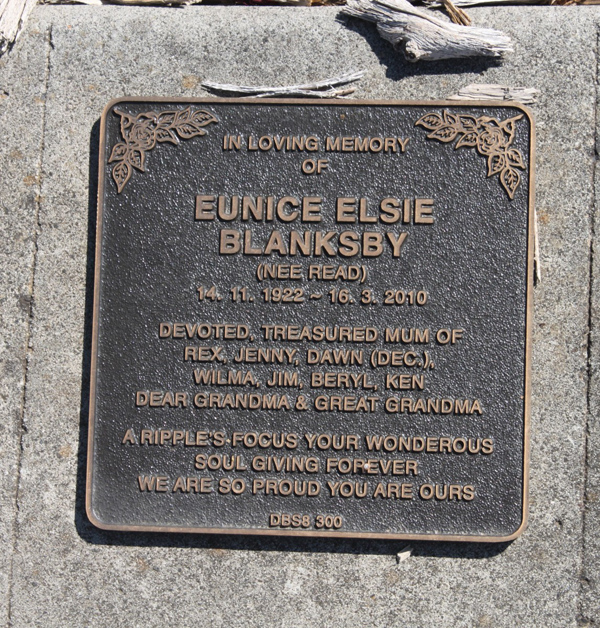 IN LOVING MEMORY
OF
EUNICE ELSIE
BLANKSBY
(NEE READ)
14. 11. 1922 ~ 16. 3. 2010
DEVOTED, TREASURED MUM OF
REX, JENNY, DAWN (DEC.),
WILMA, JIM, BERYL, KEN
DEAR GRANDMA & GREAT GRANDMA
A RIPPLE'S FOCUS YOUR WONDEROUS
SOUL GIVING FOREVER
WE ARE SO PROUD YOU ARE OURS
DBS8 300